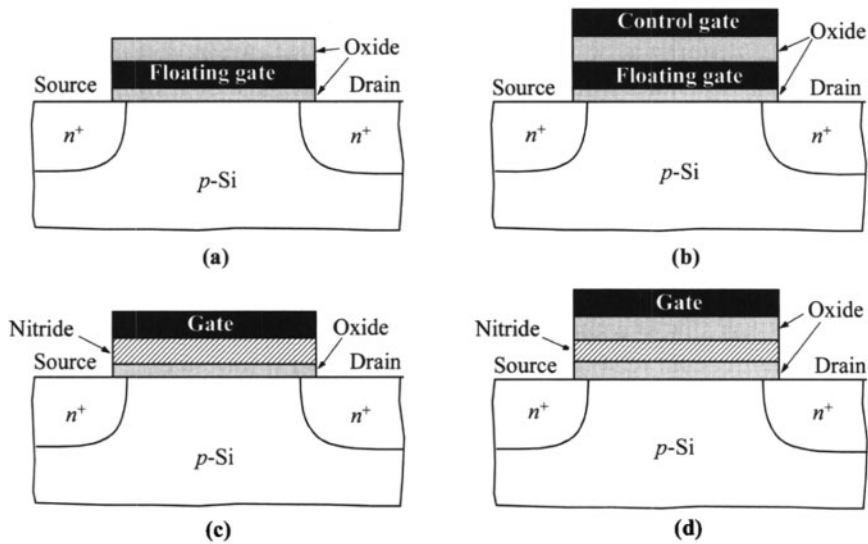 Oxide
Floating gate
Source
Drain
n+
n+
p-Si
(a)
Control gate
Oxide
Floating gate
Source
Drain
n+
n+
p-Si
(b)
Gate
Nitride
Oxide
Source
Drain
n+
n+
p-Si
(c)
Gate
Oxide
Nitride
Source
Drain
n+
n+
p-Si
(d)